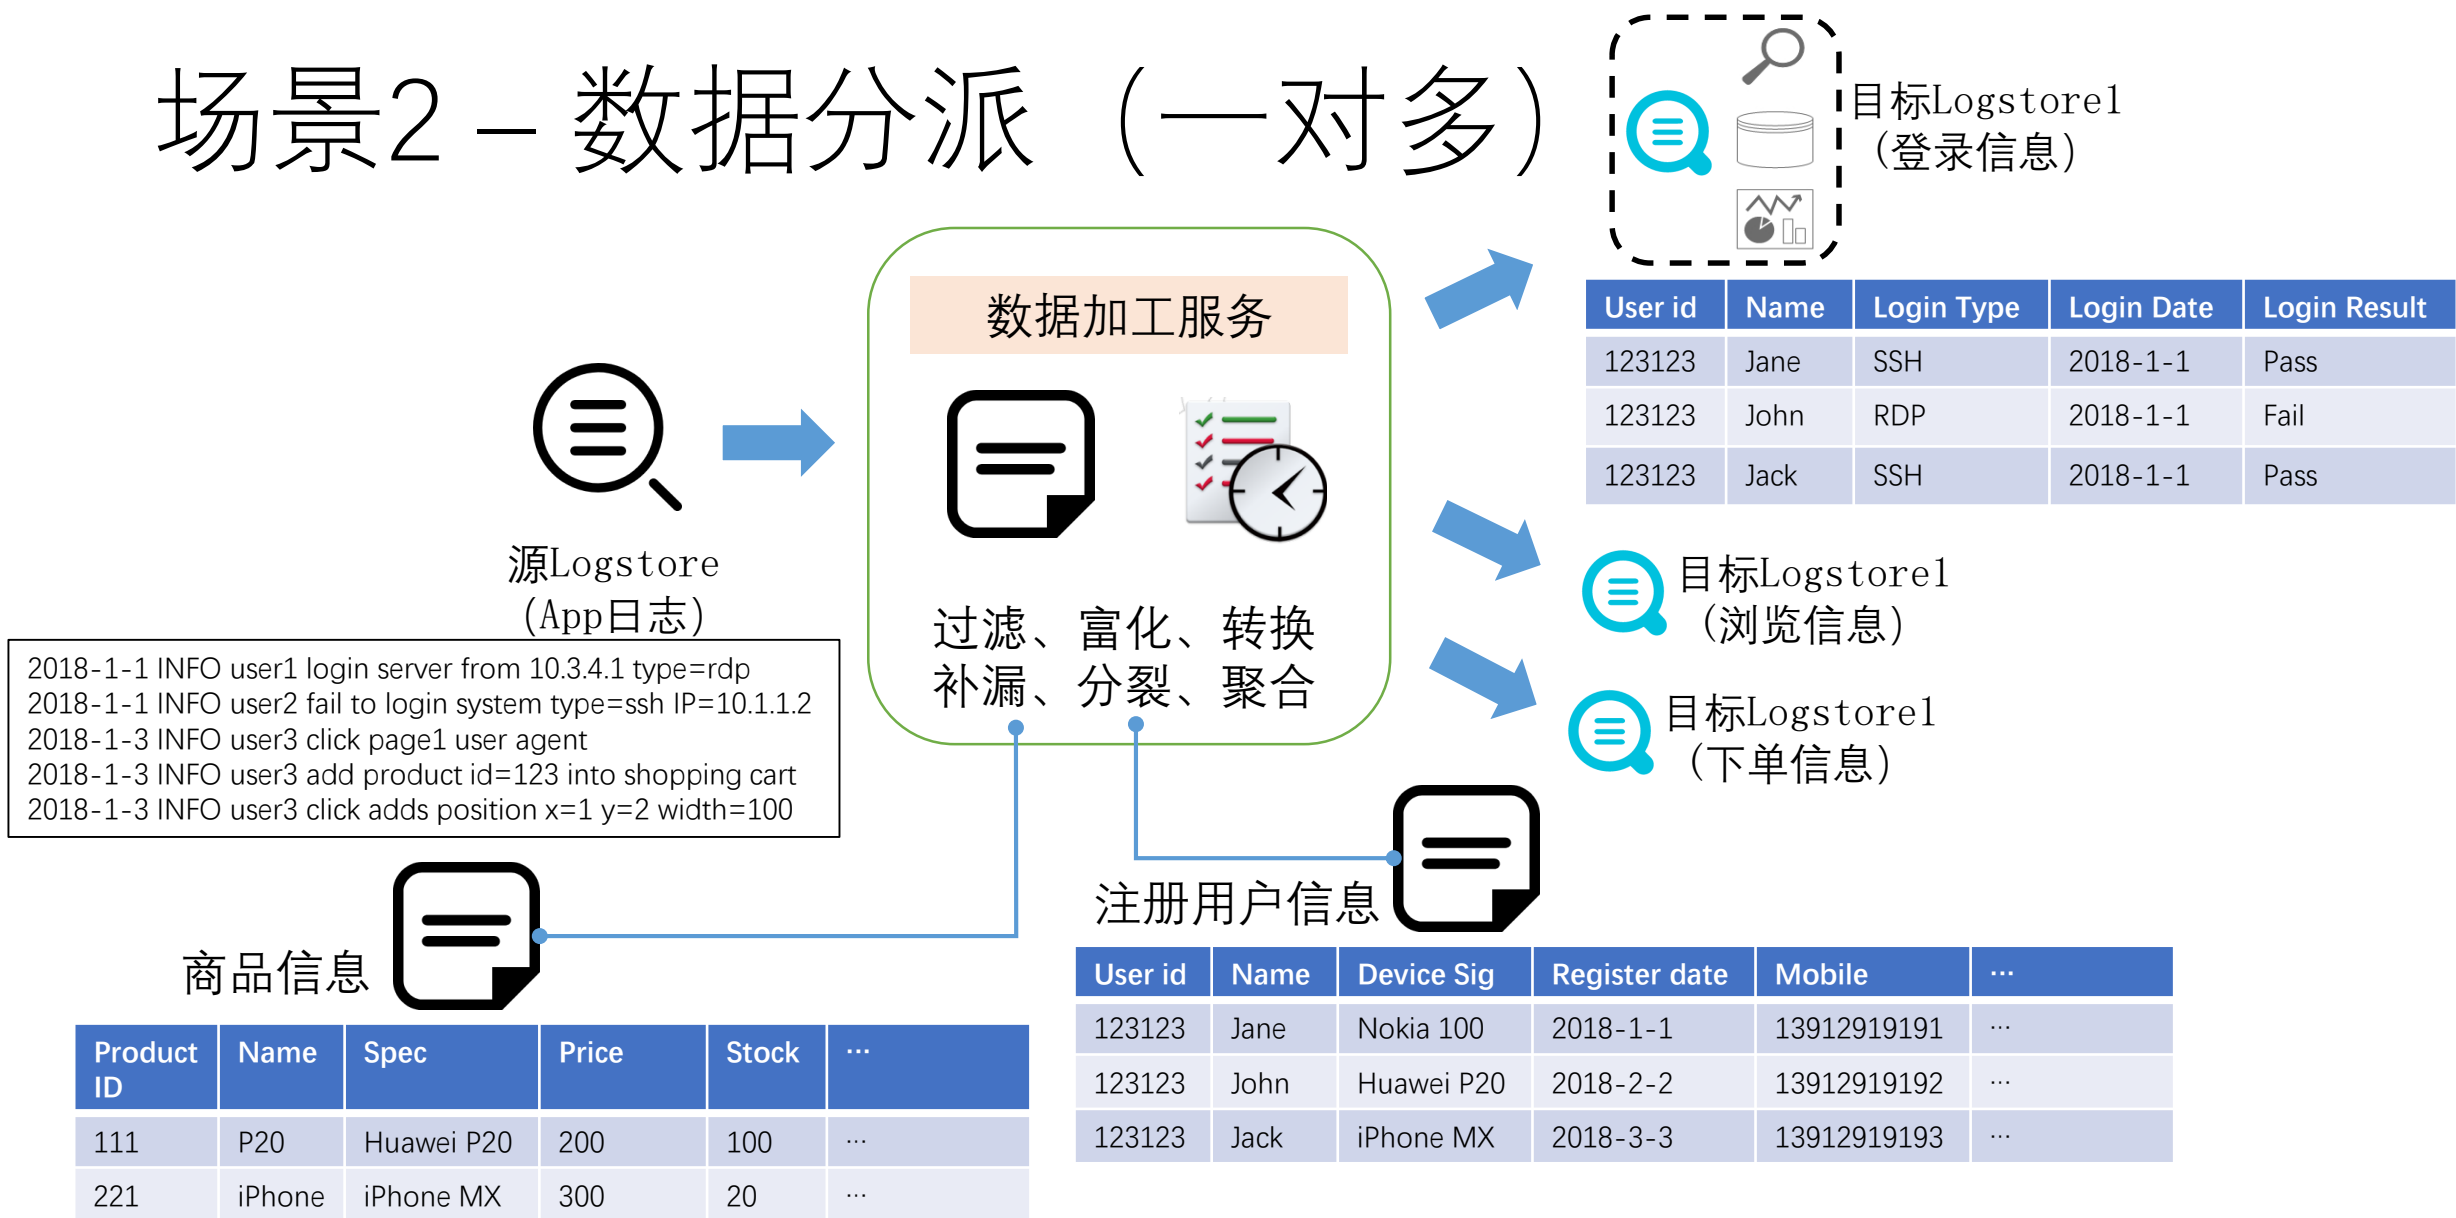 场景2 – 数据分派（一对多）
目标Logstore1
（登录信息）
数据加工服务
User id Name Login Type Login Date Login Result
123123 Jane SSH 2018-1-1 Pass
123123 John RDP 2018-1-1 Fail
123123 Jack SSH 2018-1-1 Pass
源Logstore
(App日志)
过滤、富化、转换
补漏、分裂、聚合
目标Logstore1
（浏览信息）
目标Logstore1
（下单信息）
2018-1-1 INFO user1 login server from 10.3.4.1 type=rdp
2018-1-1 INFO user2 fail to login system type=ssh IP=10.1.1.2
2018-1-3 INFO user3 click page1 user agent
2018-1-3 INFO user3 add product id=123 into shopping cart
2018-1-3 INFO user3 click adds position x=1 y=2 width=100
商品信息
Product ID Name Spec Price Stock ...
111 P20 Huawei P20 200 100 ...
221 iPhone iPhone MX 300 20 ...
注册用户信息
User id Name Device Sig Register date Mobile ...
123123 Jane Nokia 100 2018-1-1 13912919191 ...
123123 John Huawei P20 2018-2-2 13912919192 ...
123123 Jack iPhone MX 2018-3-3 13912919193 ...